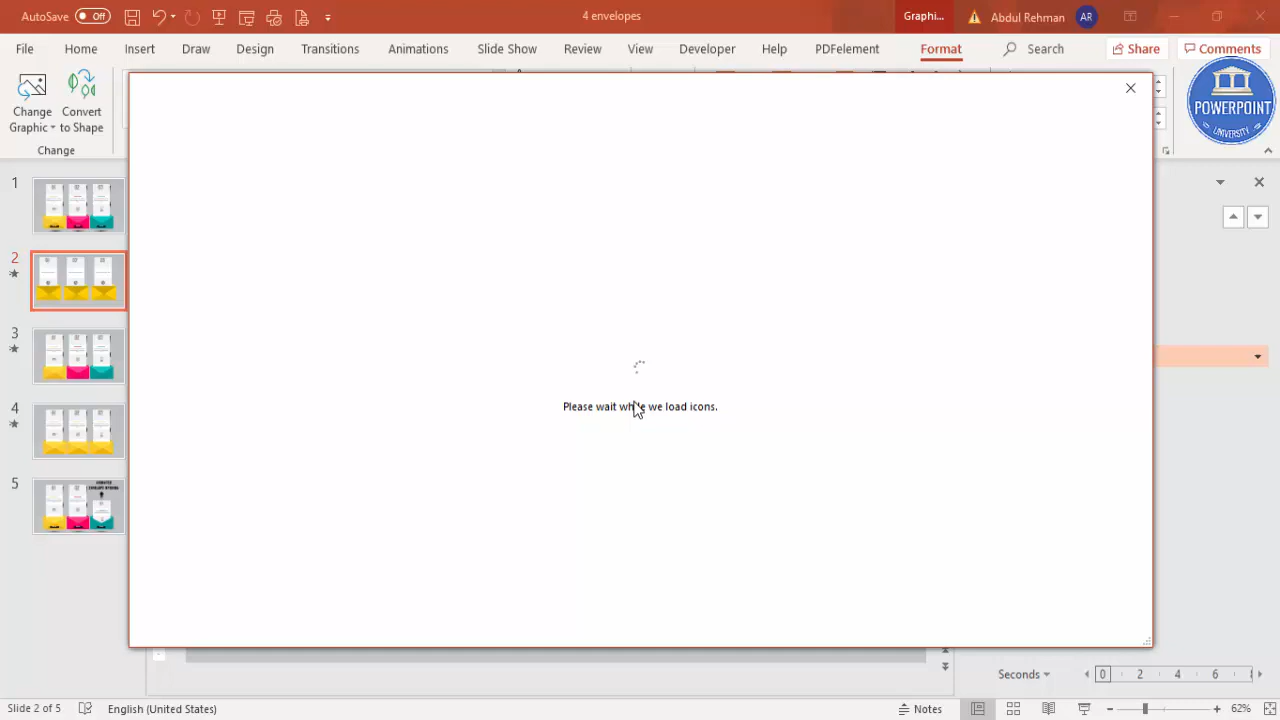 AutoSave Off
4 envelopes
Graphi...
Abdul Rehman AR
File Home Insert Draw Design Transitions Animations Slide Show Review View Developer Help PDFelement Format Search Share Comments
Change Graphic
Convert to Shape
Change
POWERPOINT
UNIVERSITY
1
2
3
4
5
Please wait while we load icons.
Seconds 0 2 4 6
Slide 2 of 5 English (United States) Notes 62%